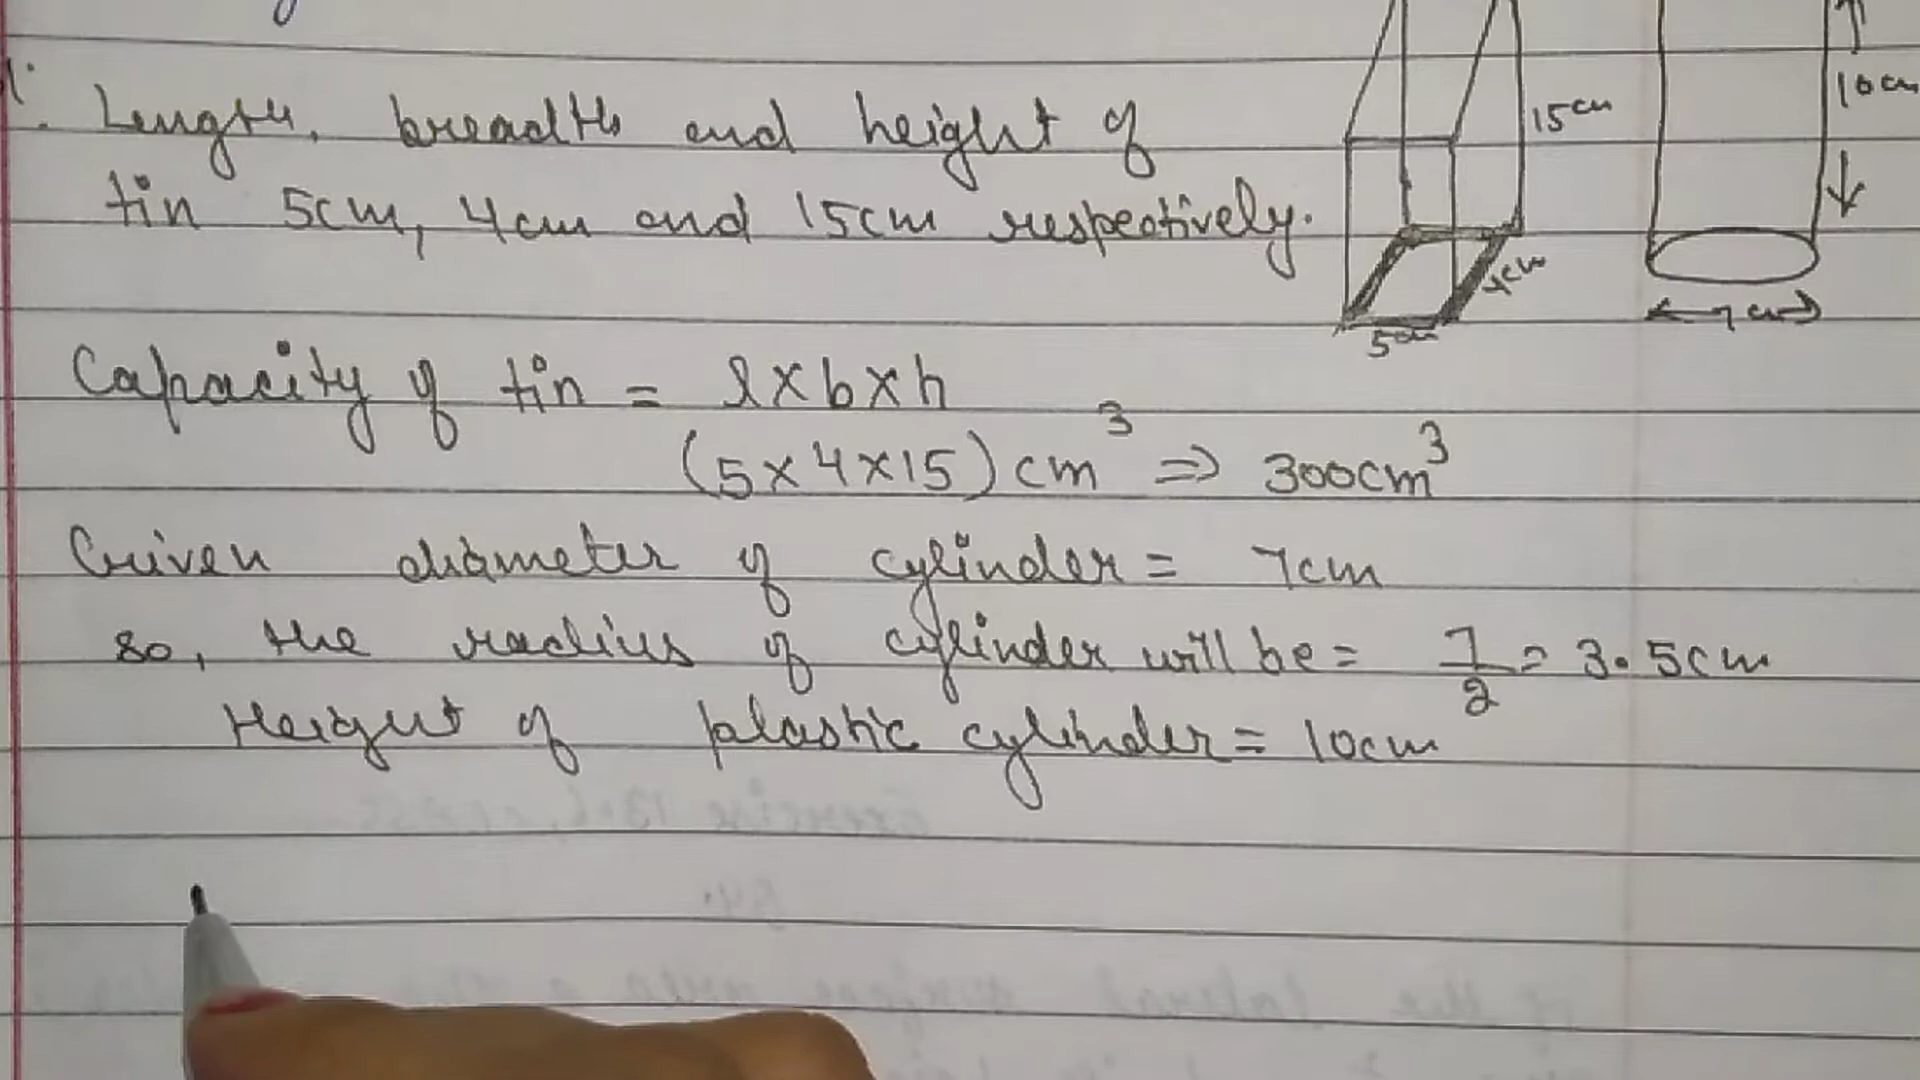 Length, breadth and height of
tin 5cm, 4cm and 15cm respectively.
15cm
10cm
4cm
5cm
7cm
Capacity of tin = l×b×h
(5×4×15)cm³ => 300cm³
Given diameter of cylinder = 7cm
so, the radius of cylinder will be = 7/2 = 3.5cm
Height of plastic cylinder = 10cm